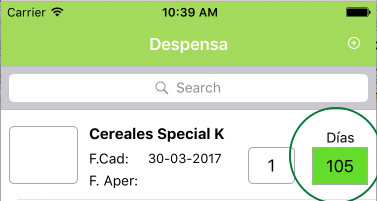 Carrier 10:39 AM
Despensa
Search
Cereales Special K
Días
F.Cad: 30-03-2017
1
105
F. Aper: